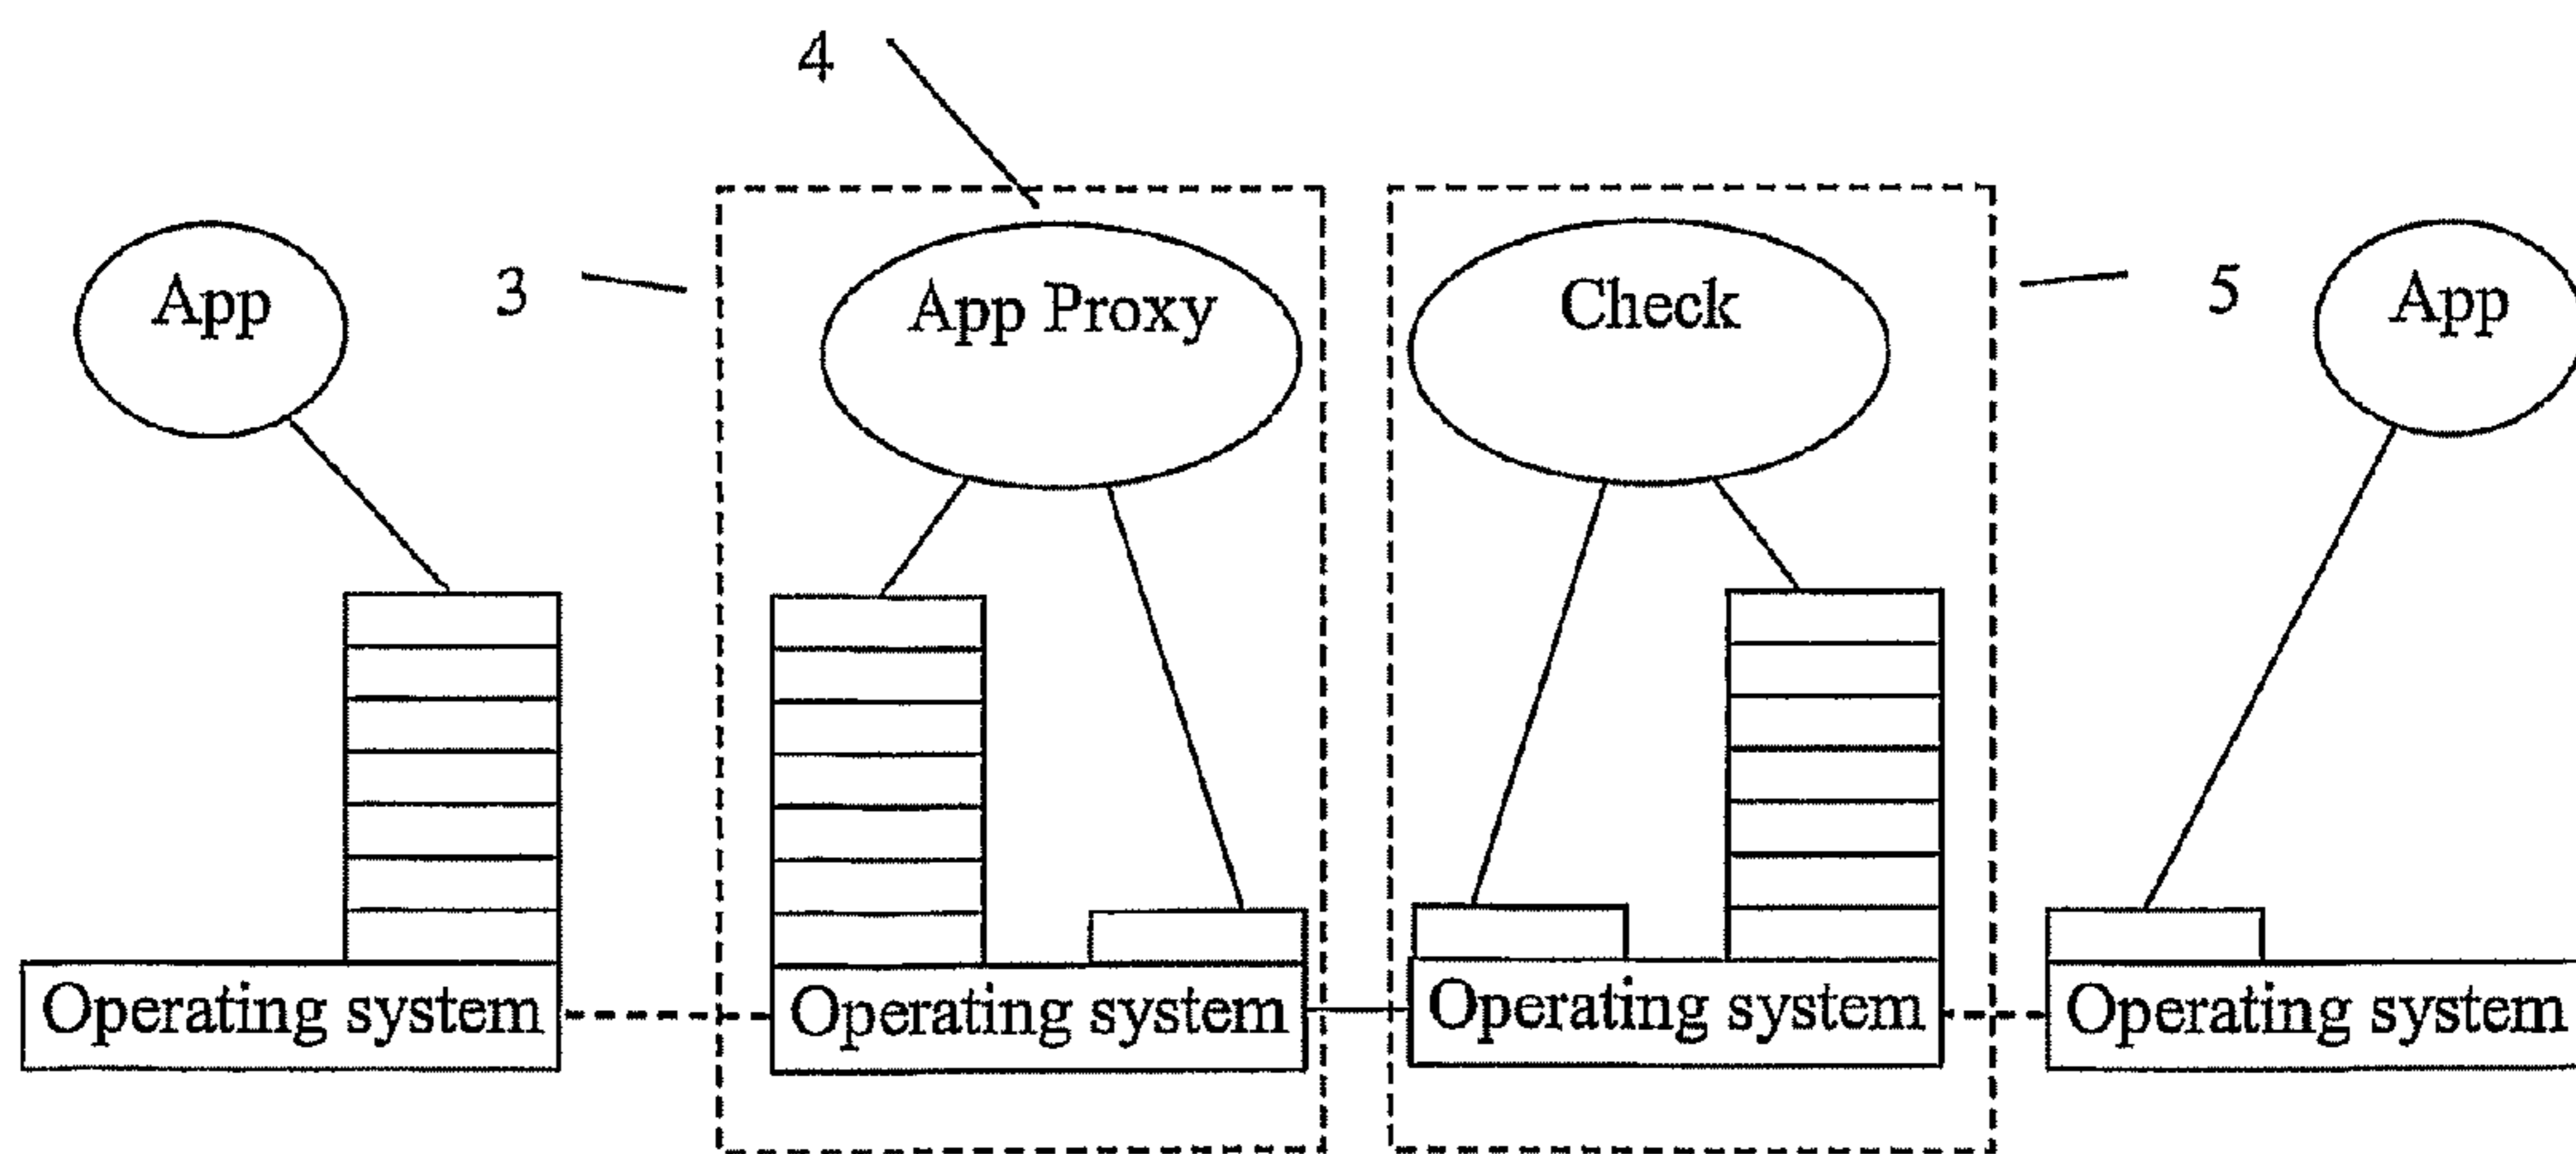 4
3
5
App
App Proxy
Check
App
Operating system
Operating system
Operating system
Operating system